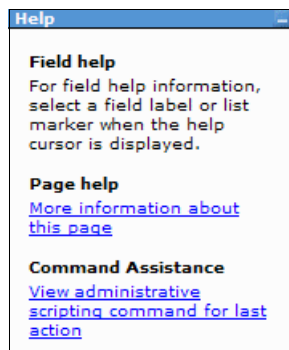 Help
Field help
For field help information,
select a field label or list
marker when the help
cursor is displayed.
Page help
More information about
this page
Command Assistance
View administrative
scripting command for last
action